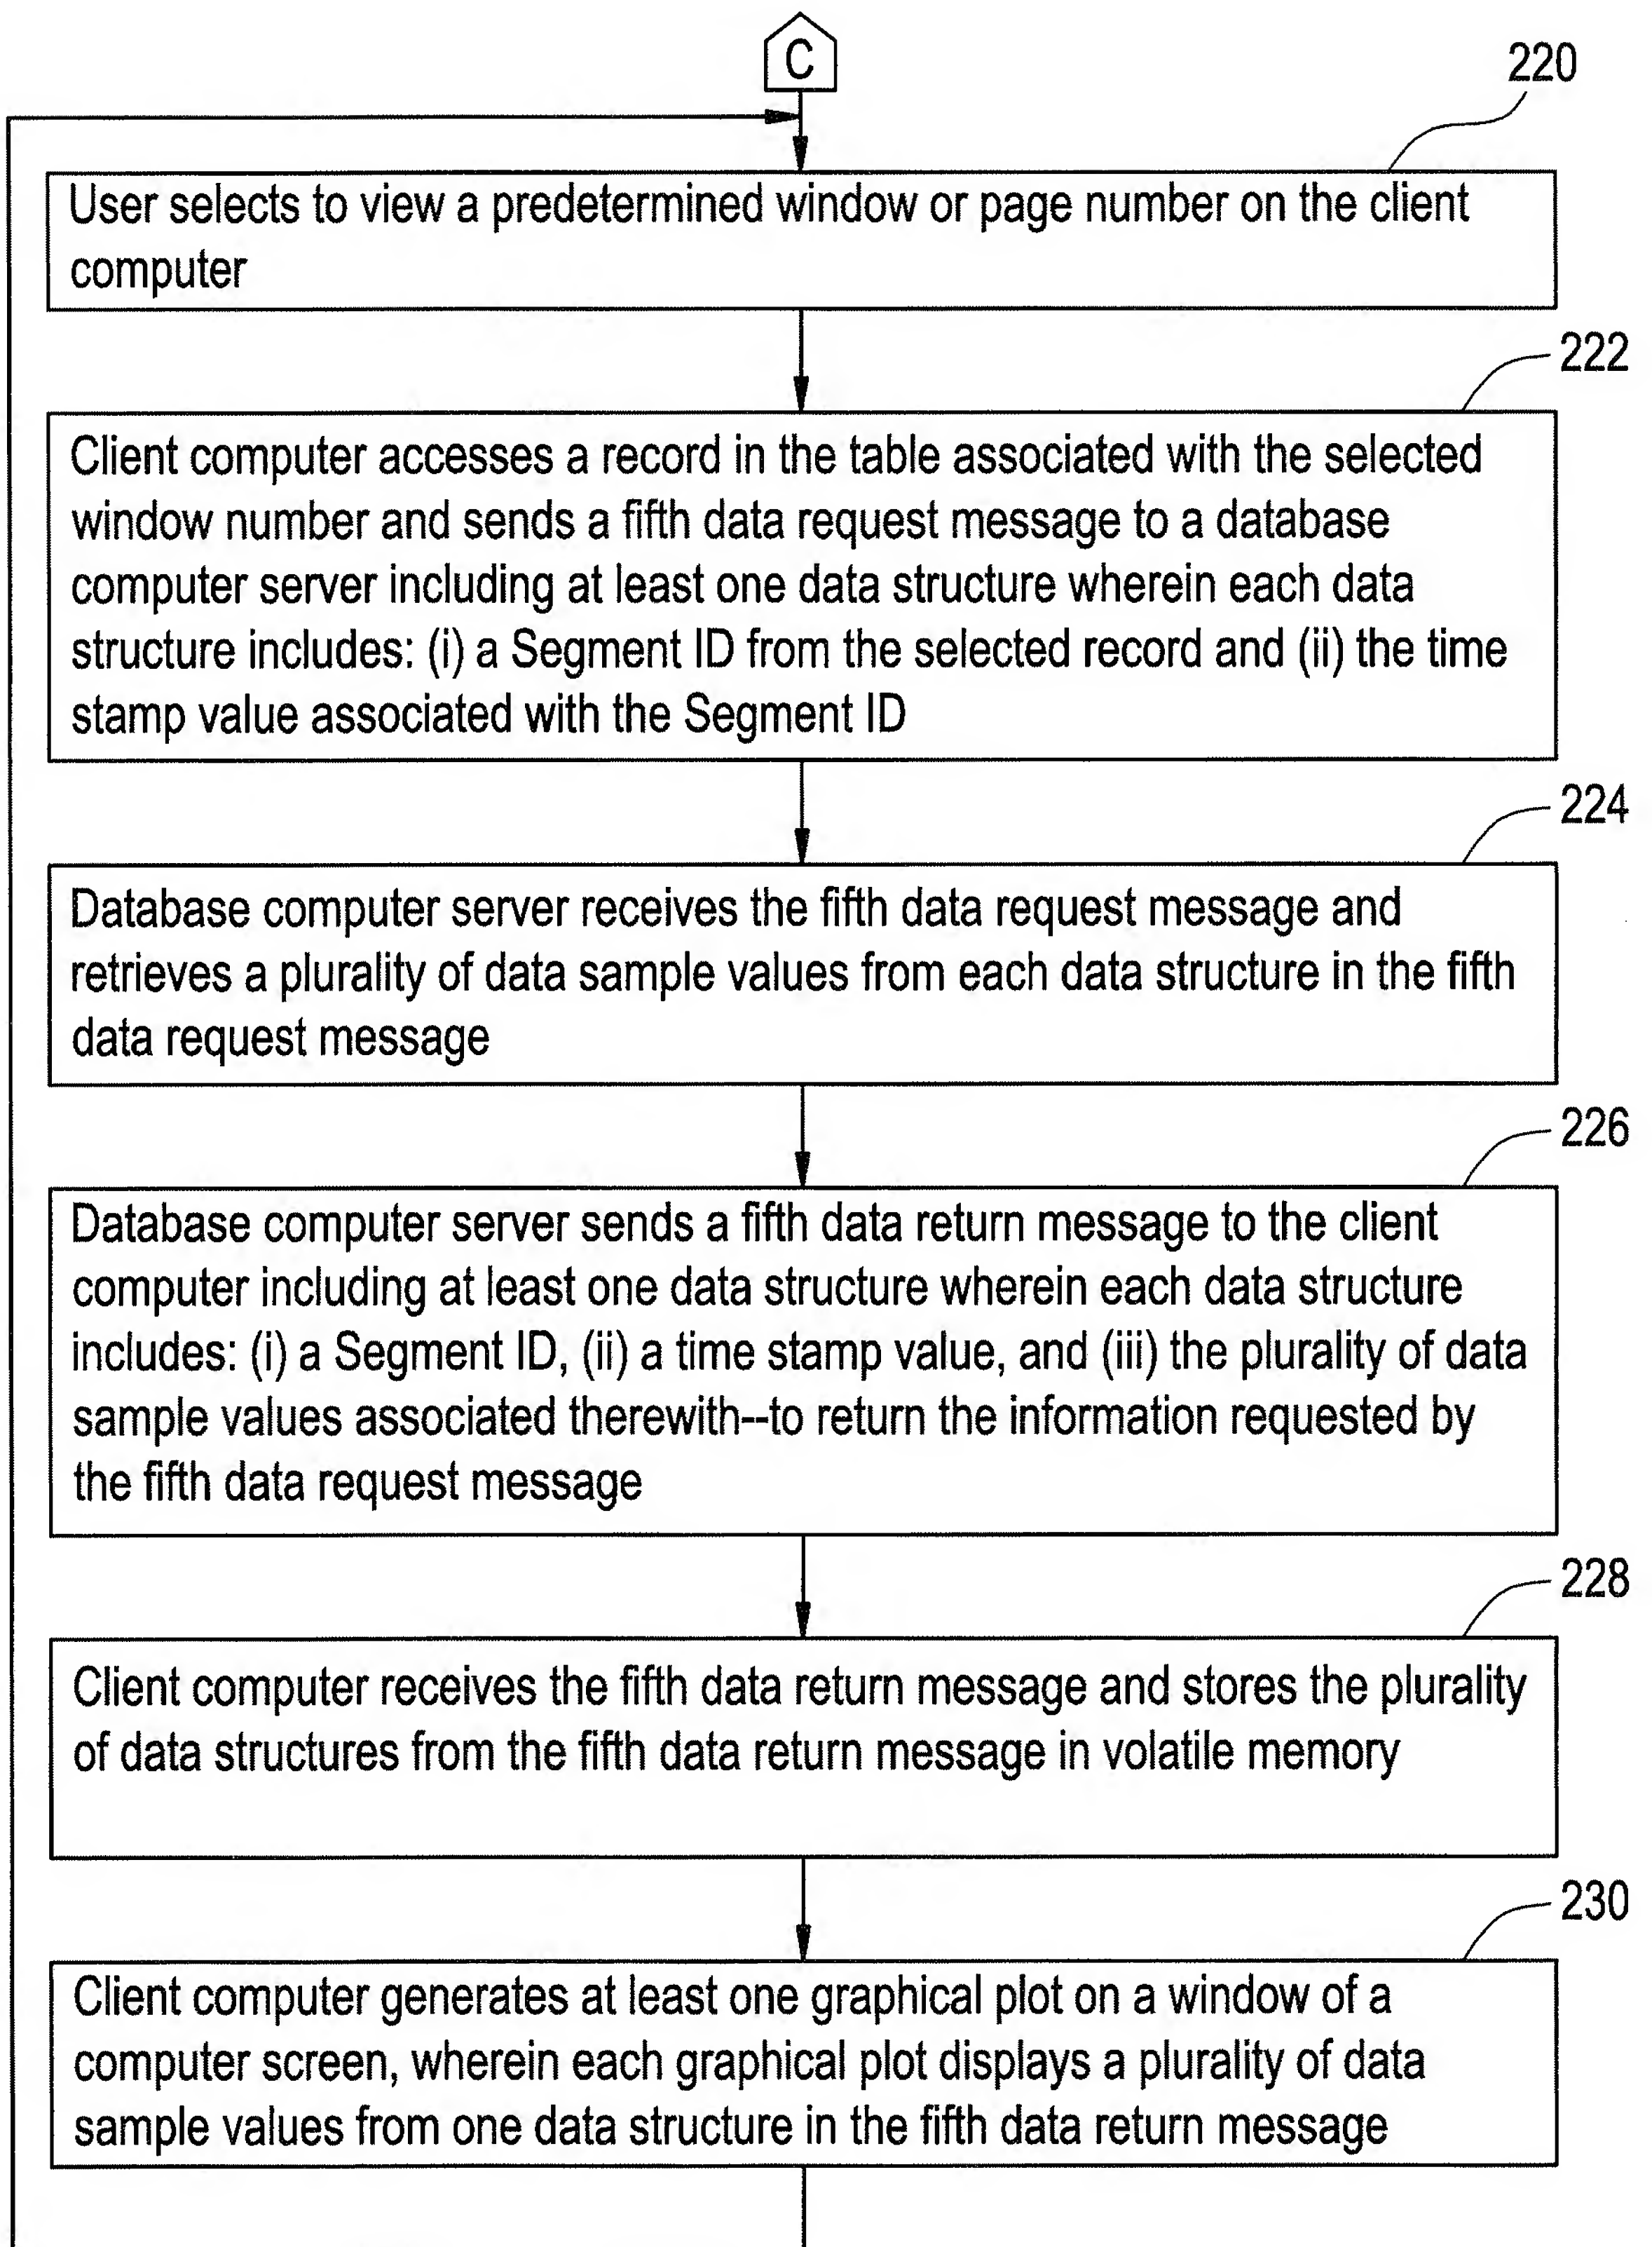 C
220
User selects to view a predetermined window or page number on the client
computer
222
Client computer accesses a record in the table associated with the selected
window number and sends a fifth data request message to a database
computer server including at least one data structure wherein each data
structure includes: (i) a Segment ID from the selected record and (ii) the time
stamp value associated with the Segment ID
224
Database computer server receives the fifth data request message and
retrieves a plurality of data sample values from each data structure in the fifth
data request message
226
Database computer server sends a fifth data return message to the client
computer including at least one data structure wherein each data structure
includes: (i) a Segment ID, (ii) a time stamp value, and (iii) the plurality of data
sample values associated therewith--to return the information requested by
the fifth data request message
228
Client computer receives the fifth data return message and stores the plurality
of data structures from the fifth data return message in volatile memory
230
Client computer generates at least one graphical plot on a window of a
computer screen, wherein each graphical plot displays a plurality of data
sample values from one data structure in the fifth data return message